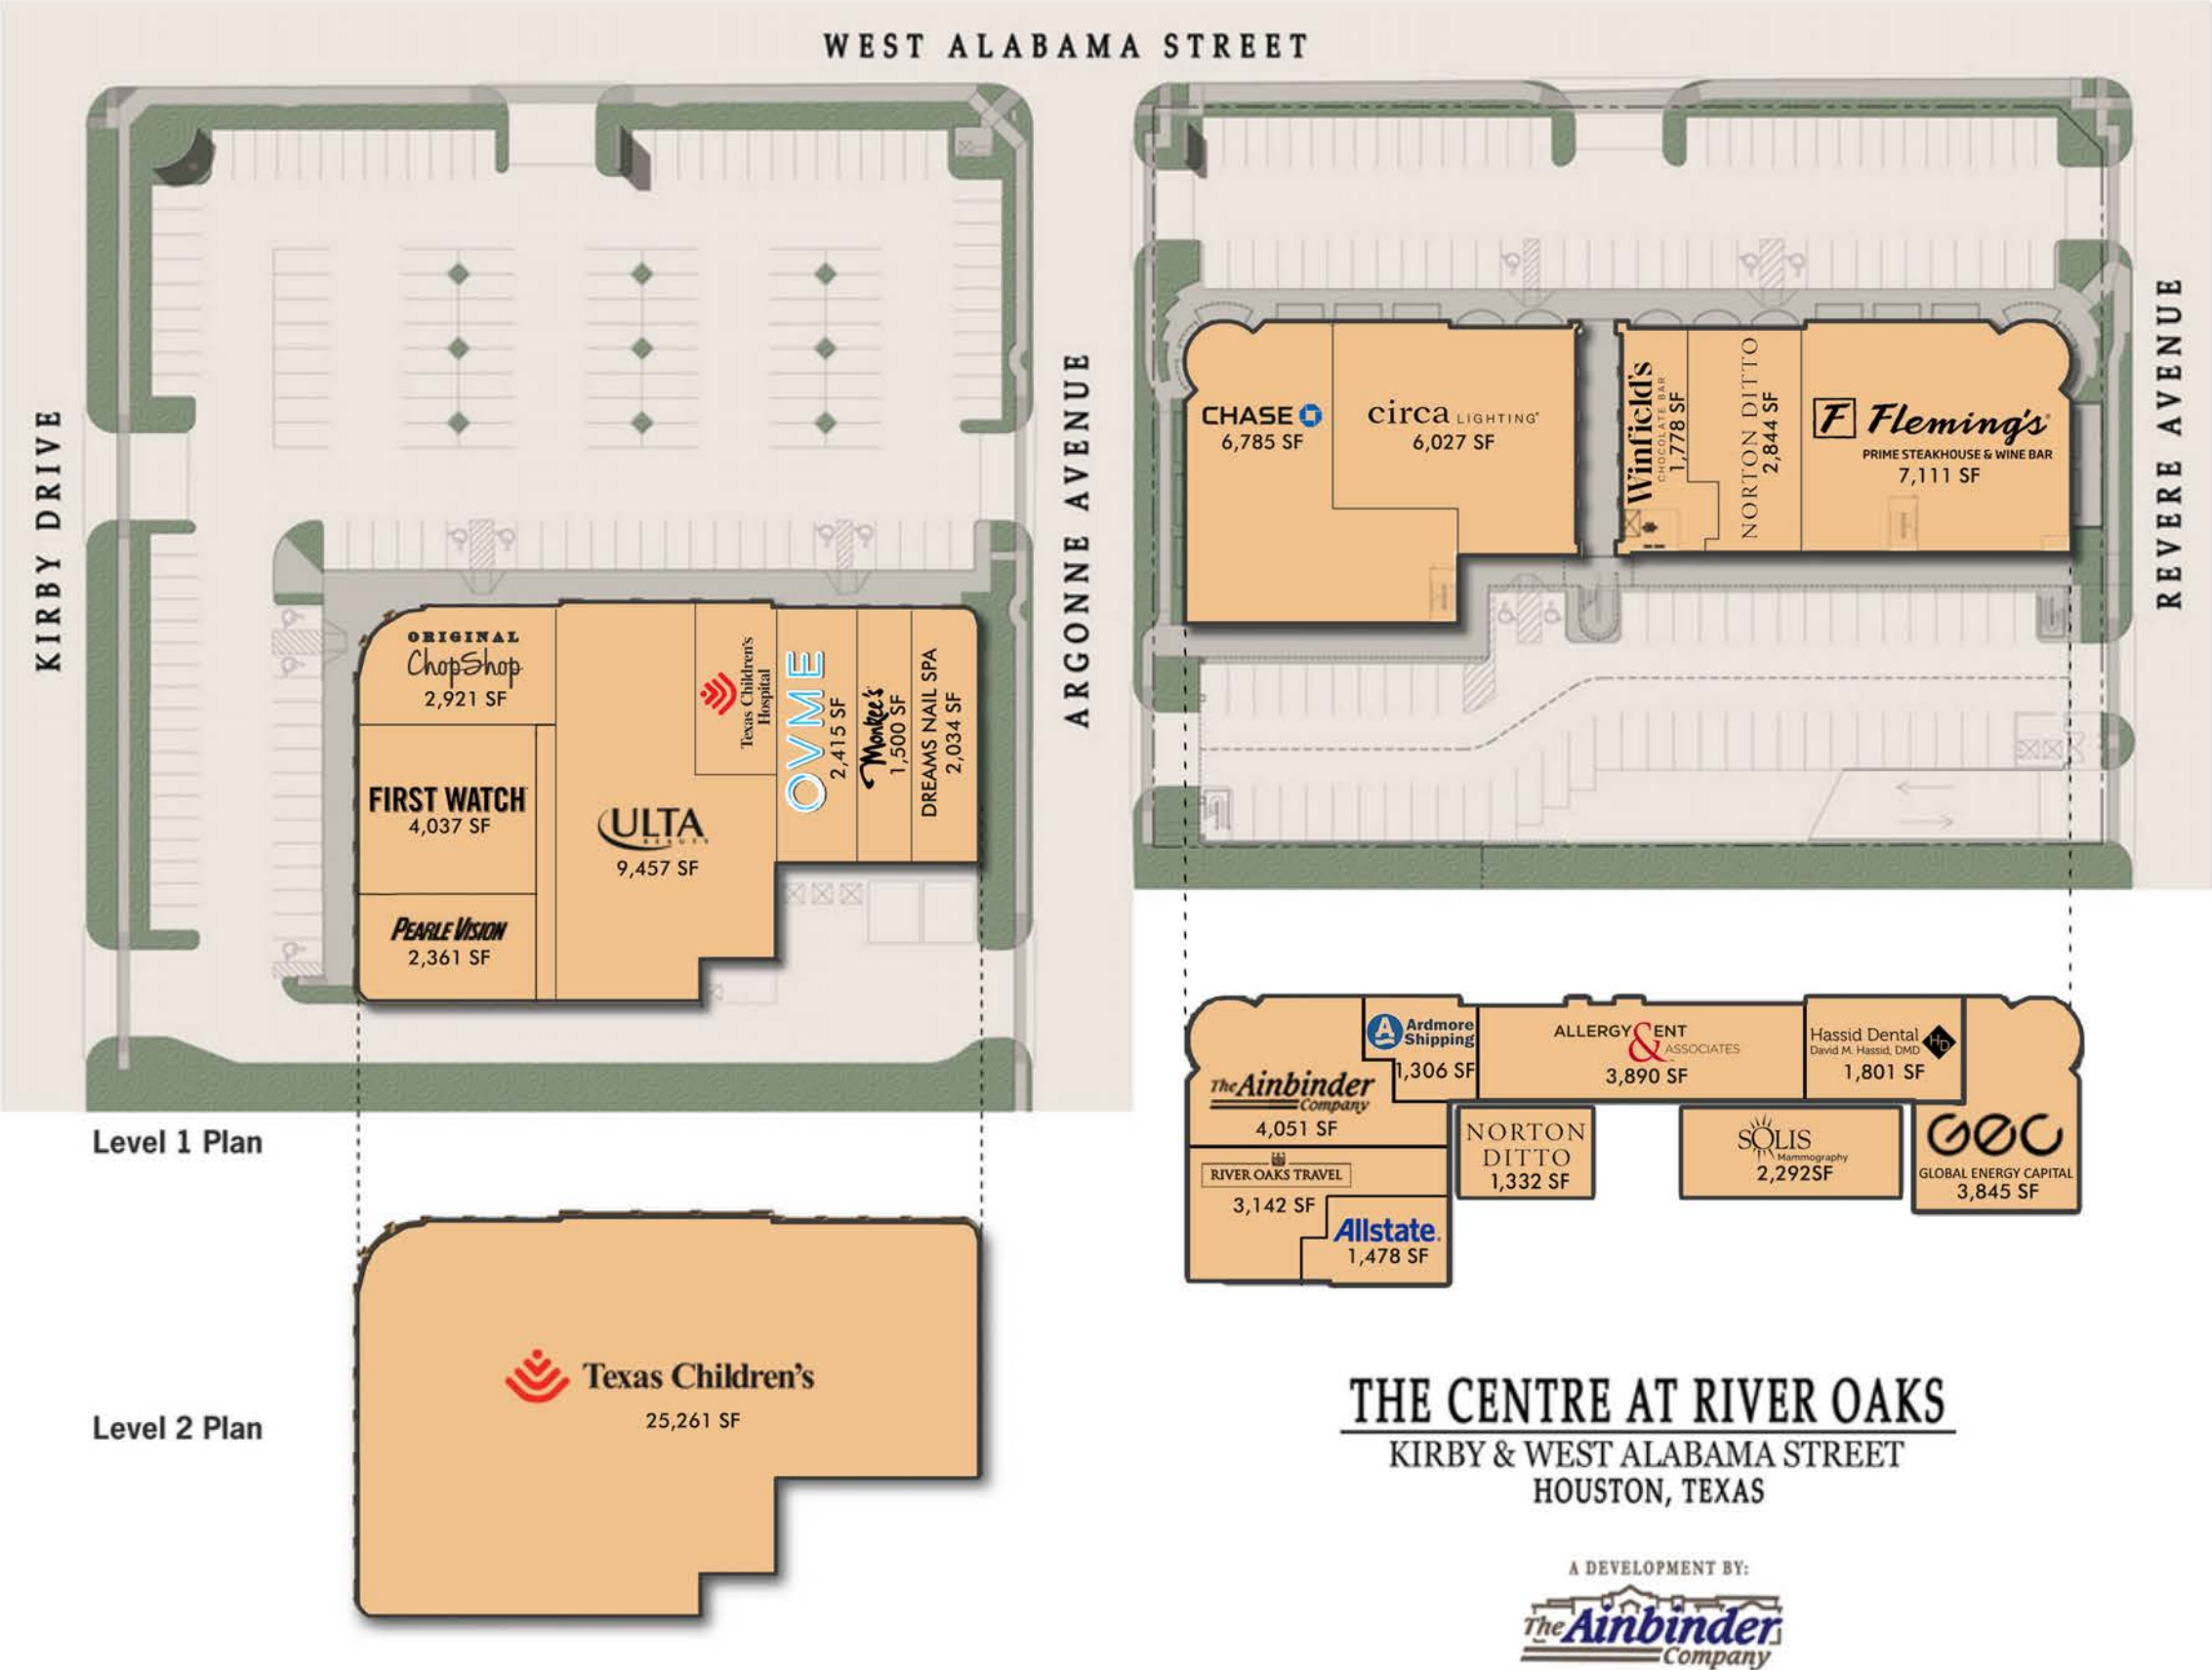 WEST ALABAMA STREET
KIRBY DRIVE
ARGONNE AVENUE
REVERE AVENUE
ORIGINAL
ChopShop
2,921 SF
FIRST WATCH
4,037 SF
PEARLE VISION
2,361 SF
ULTA
BEAUTY
9,457 SF
Texas Children's
Hospital
OVME
2,415 SF
Monkee's
1,500 SF
DREAMS NAIL SPA
2,034 SF
CHASE
6,785 SF
circa LIGHTING
6,027 SF
Winfield's
CHOCOLATE BAR
1,778 SF
NORTON DITTO
2,844 SF
F Fleming's
PRIME STEAKHOUSE & WINE BAR
7,111 SF
The Ainbinder
Company
4,051 SF
A Ardmore
Shipping
1,306 SF
ALLERGY & ENT
ASSOCIATES
3,890 SF
Hassid Dental HD
David M. Hassid, DMD
1,801 SF
RIVER OAKS TRAVEL
3,142 SF
Allstate.
1,478 SF
NORTON
DITTO
1,332 SF
SOLIS
Mammography
2,292SF
GEC
GLOBAL ENERGY CAPITAL
3,845 SF
Level 1 Plan
Level 2 Plan
Texas Children's
25,261 SF
THE CENTRE AT RIVER OAKS
KIRBY & WEST ALABAMA STREET
HOUSTON, TEXAS
A DEVELOPMENT BY:
The Ainbinder
Company